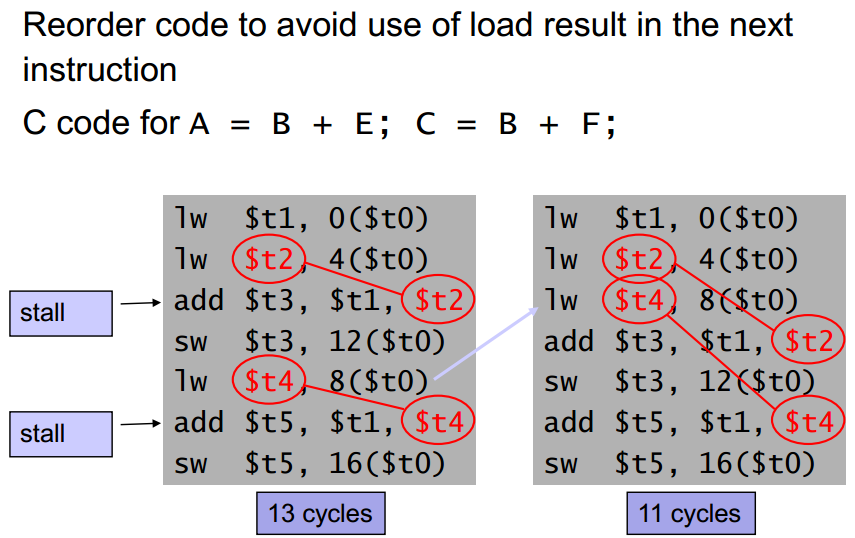 Reorder code to avoid use of load result in the next
instruction
C code for A = B + E; C = B + F;
lw $t1, 0($t0)
lw $t2, 4($t0)
stall
add $t3, $t1, $t2
sw $t3, 12($t0)
lw $t4, 8($t0)
stall
add $t5, $t1, $t4
sw $t5, 16($t0)
13 cycles
lw $t1, 0($t0)
lw $t2, 4($t0)
lw $t4, 8($t0)
add $t3, $t1, $t2
sw $t3, 12($t0)
add $t5, $t1, $t4
sw $t5, 16($t0)
11 cycles